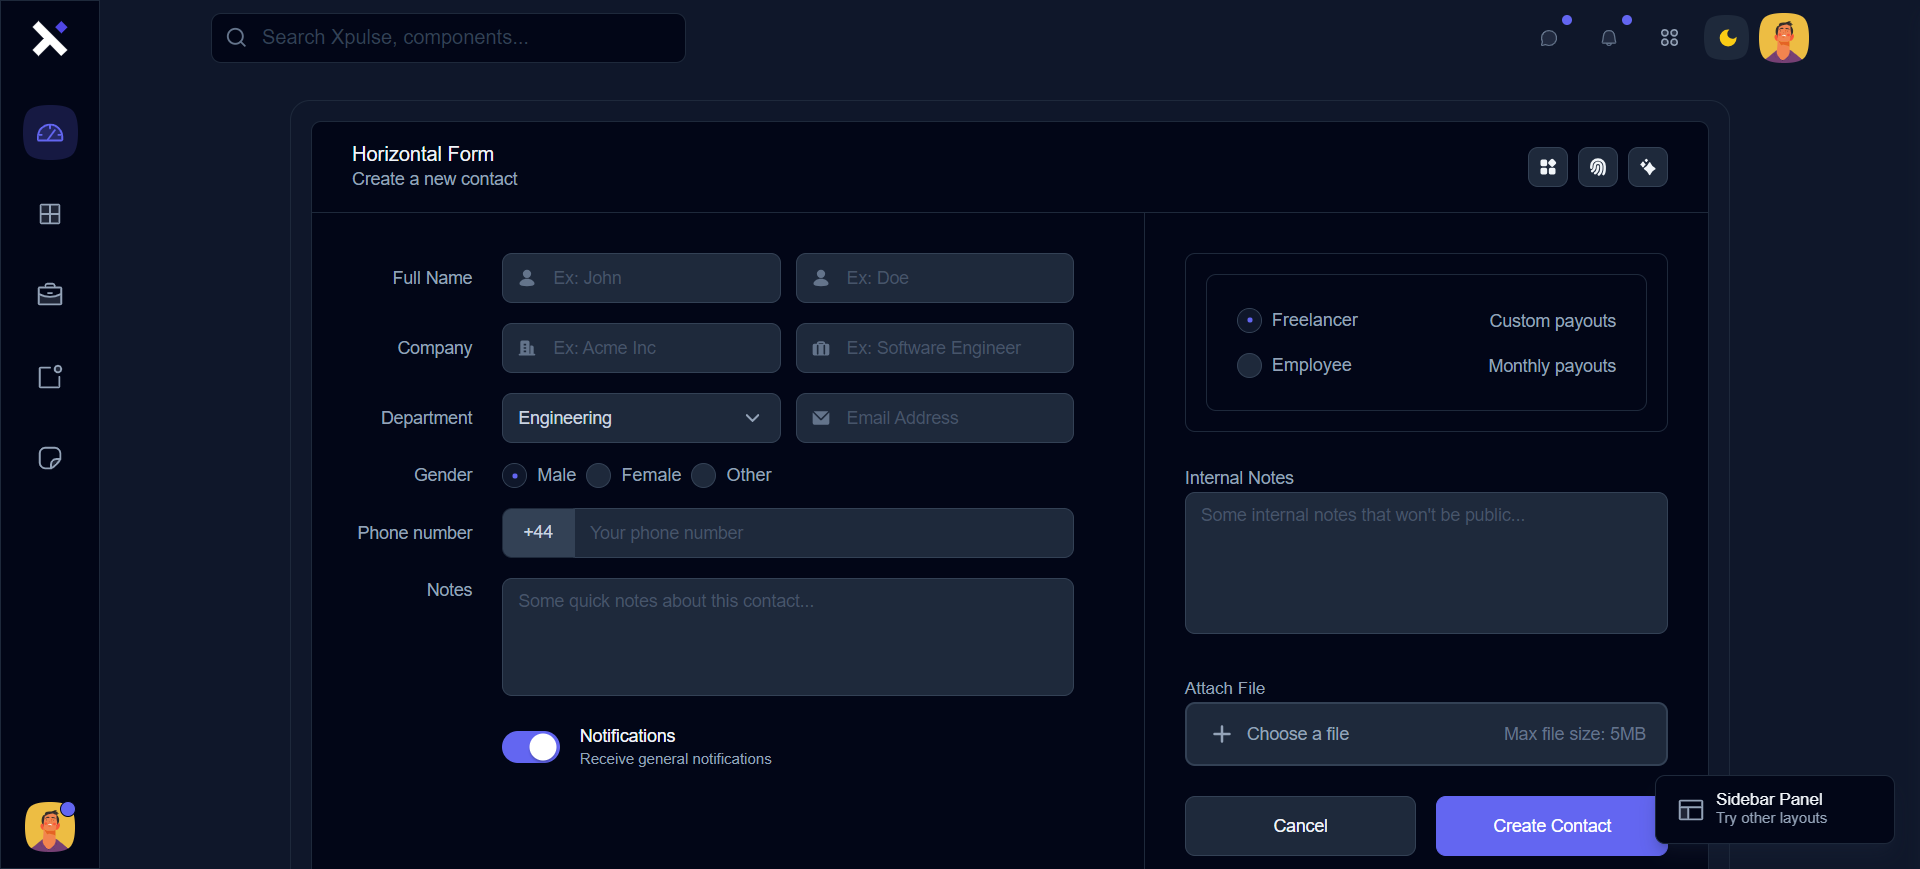 Search Xpulse, components...
Horizontal Form
Create a new contact
Full Name
Ex: John
Ex: Doe
Company
Ex: Acme Inc
Ex: Software Engineer
Department
Engineering
Email Address
Gender
Male
Female
Other
Phone number
+44
Your phone number
Notes
Some quick notes about this contact...
Notifications
Receive general notifications
Freelancer
Custom payouts
Employee
Monthly payouts
Internal Notes
Some internal notes that won't be public...
Attach File
Choose a file
Max file size: 5MB
Cancel
Create Contact
Sidebar Panel
Try other layouts